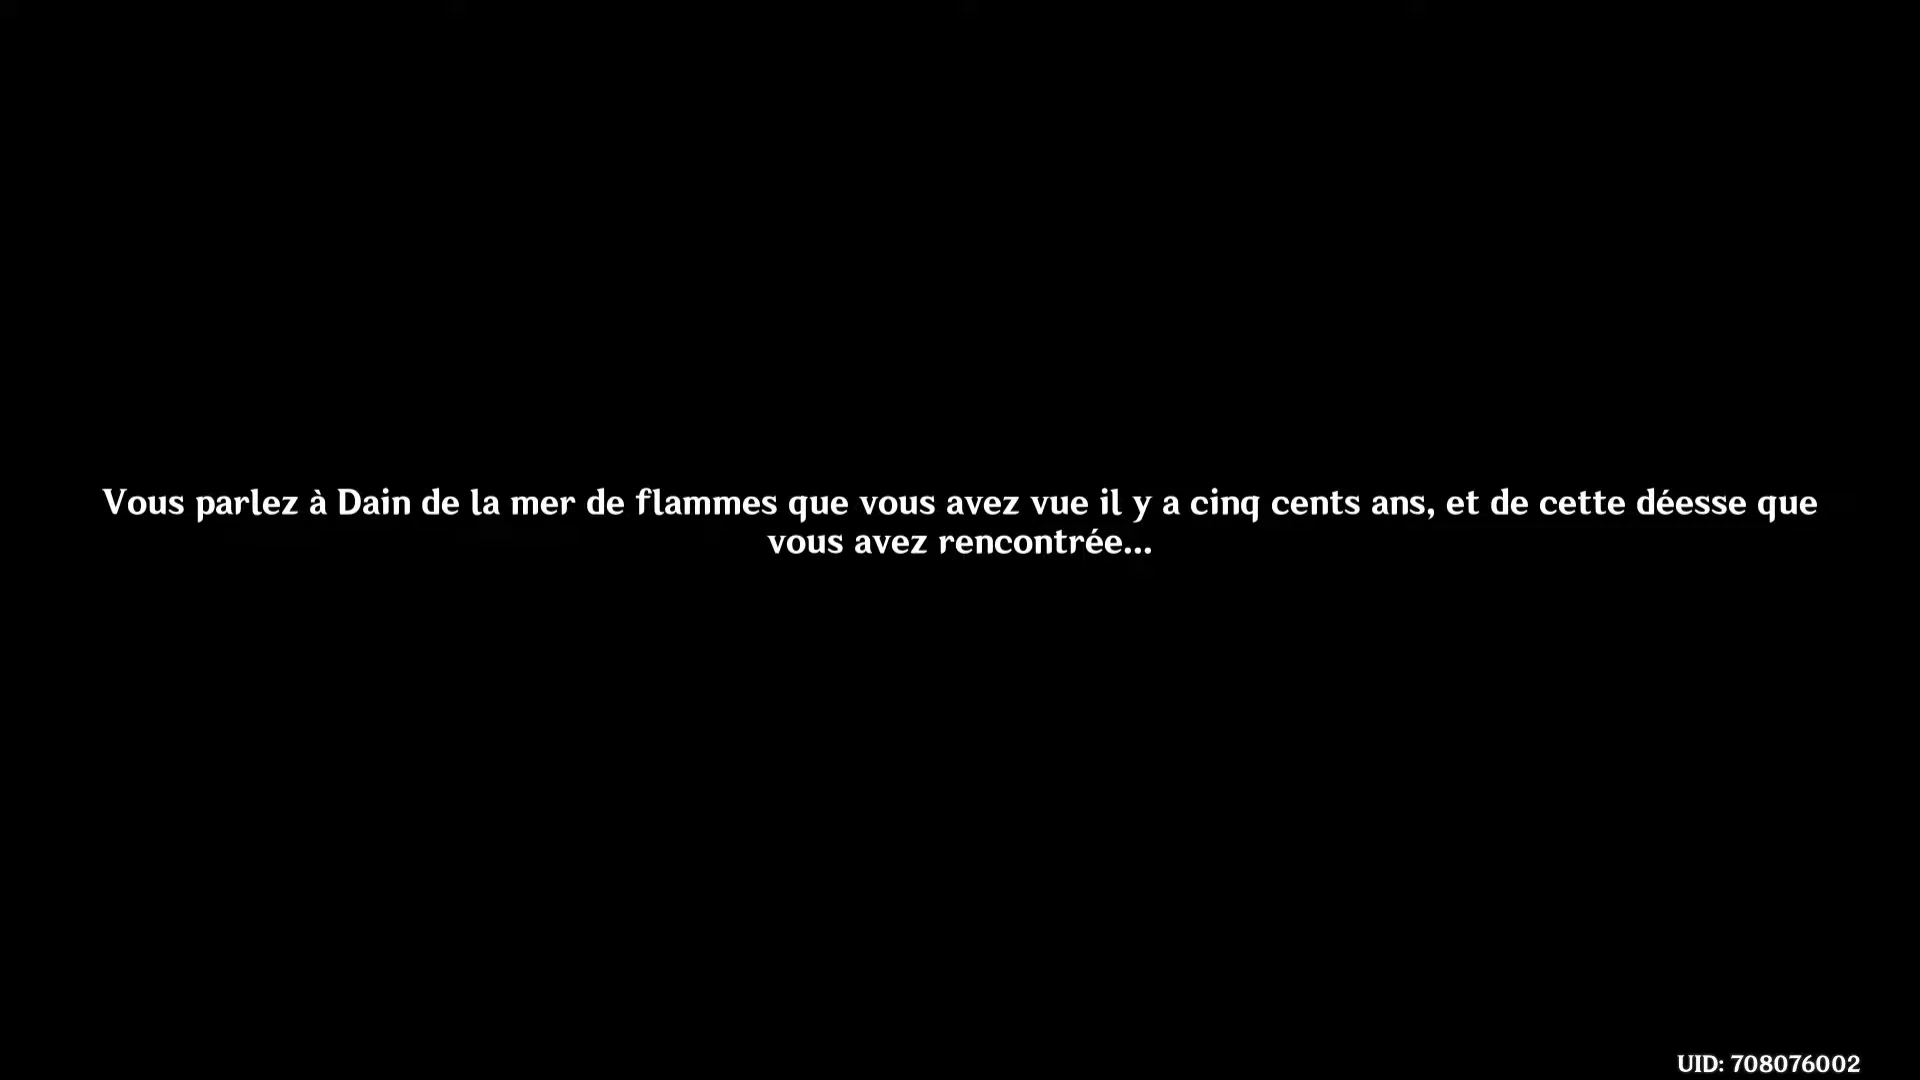 Vous parlez à Dain de la mer de flammes que vous avez vue il y a cinq cents ans, et de cette déesse que
vous avez rencontrée...
UID: 708076002